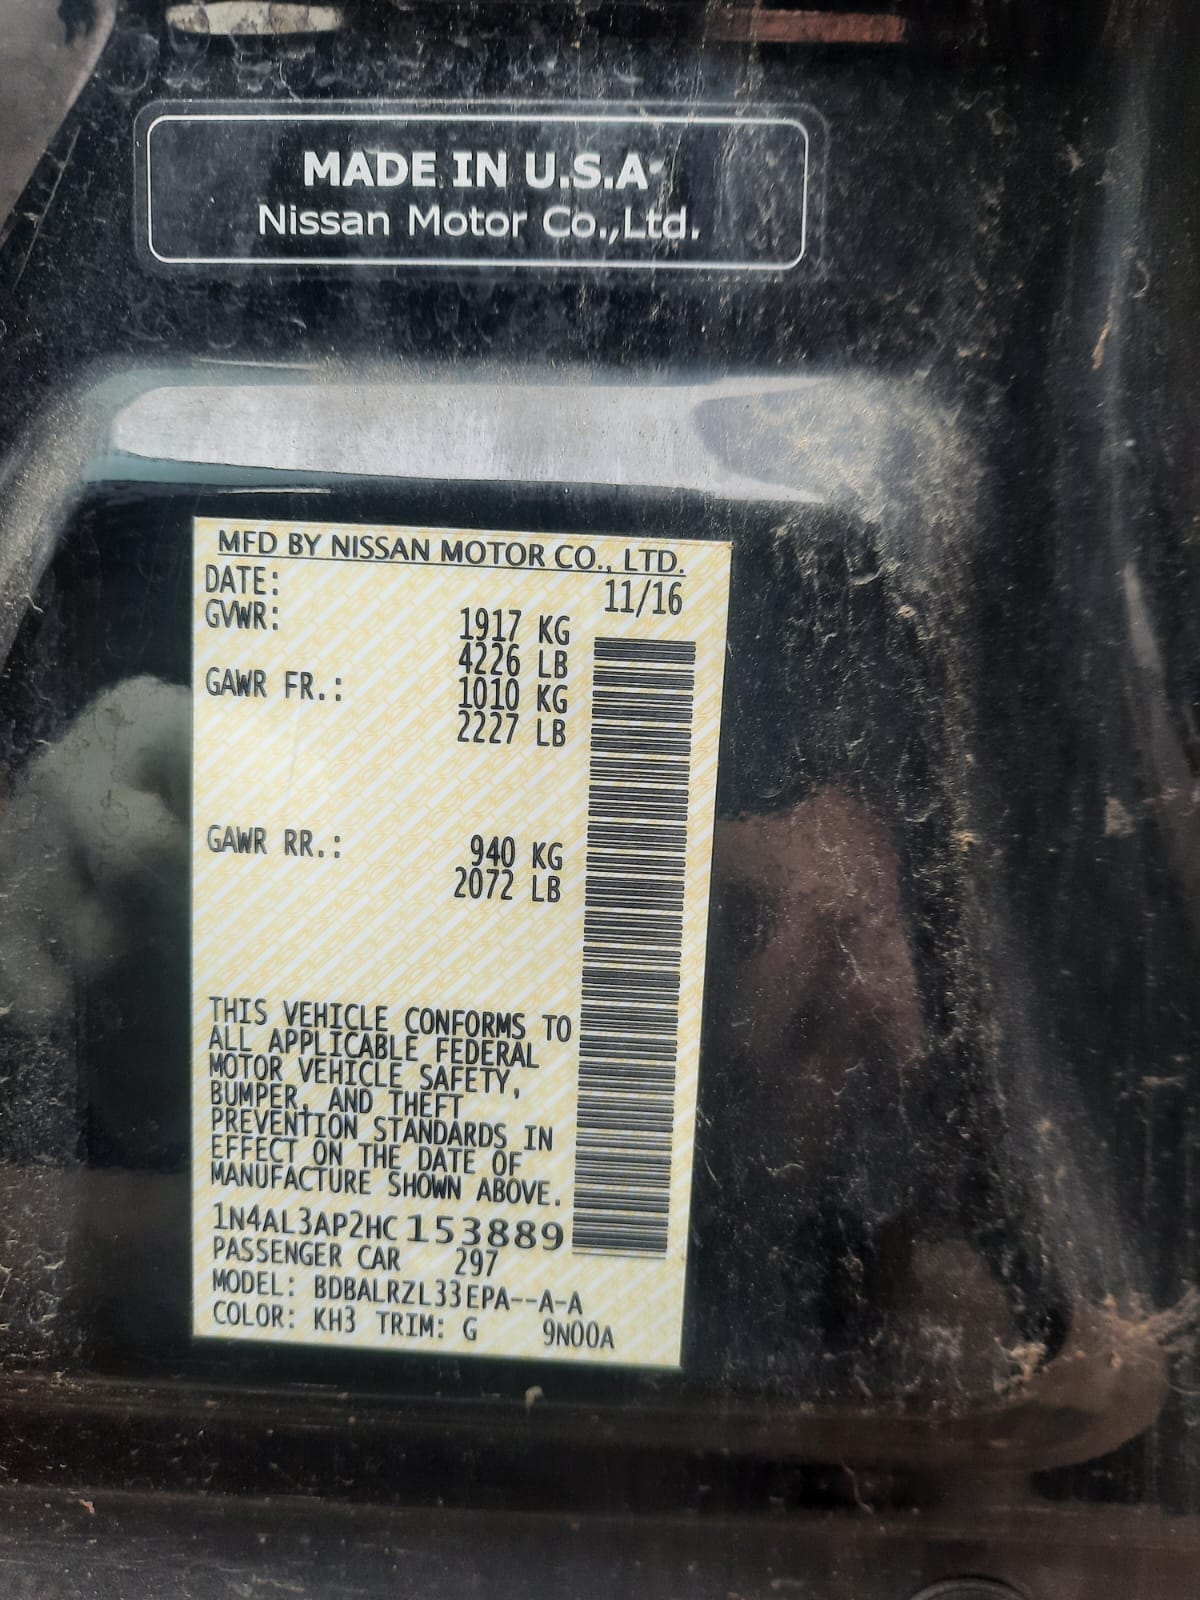 MADE IN U.S.A.
Nissan Motor Co.,Ltd.
MFD BY NISSAN MOTOR CO., LTD.
DATE: 11/16
GVWR: 1917 KG
4226 LB
GAWR FR.: 1010 KG
2227 LB
GAWR RR.: 940 KG
2072 LB
THIS VEHICLE CONFORMS TO
ALL APPLICABLE FEDERAL
MOTOR VEHICLE SAFETY,
BUMPER, AND THEFT
PREVENTION STANDARDS IN
EFFECT ON THE DATE OF
MANUFACTURE SHOWN ABOVE.
1N4AL3AP2HC153889
PASSENGER CAR 297
MODEL: BDBALRZL33EPA--A-A
COLOR: KH3 TRIM: G 9N00A